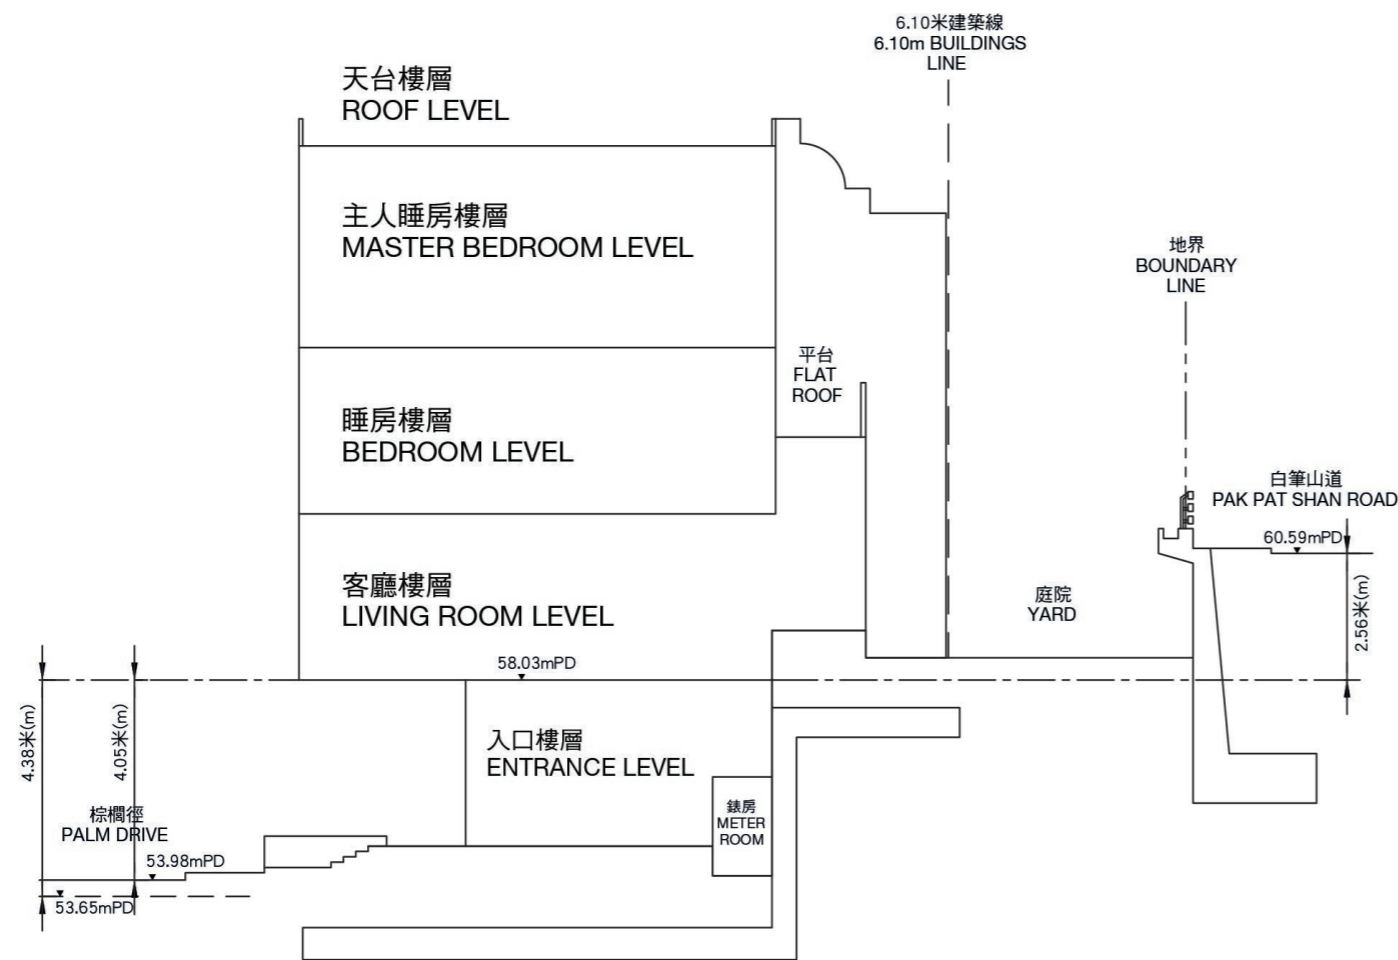 6.10米建築線
6.10m BUILDINGS
LINE
天台樓層
ROOF LEVEL
主人睡房樓層
MASTER BEDROOM LEVEL
地界
BOUNDARY
LINE
平台
FLAT
ROOF
睡房樓層
BEDROOM LEVEL
白筆山道
PAK PAT SHAN ROAD
60.59mPD
客廳樓層
LIVING ROOM LEVEL
庭院
YARD
2.56米(m)
58.03mPD
4.38米(m)
4.05米(m)
入口樓層
ENTRANCE LEVEL
錶房
METER
ROOM
棕櫚徑
PALM DRIVE
53.98mPD
53.65mPD